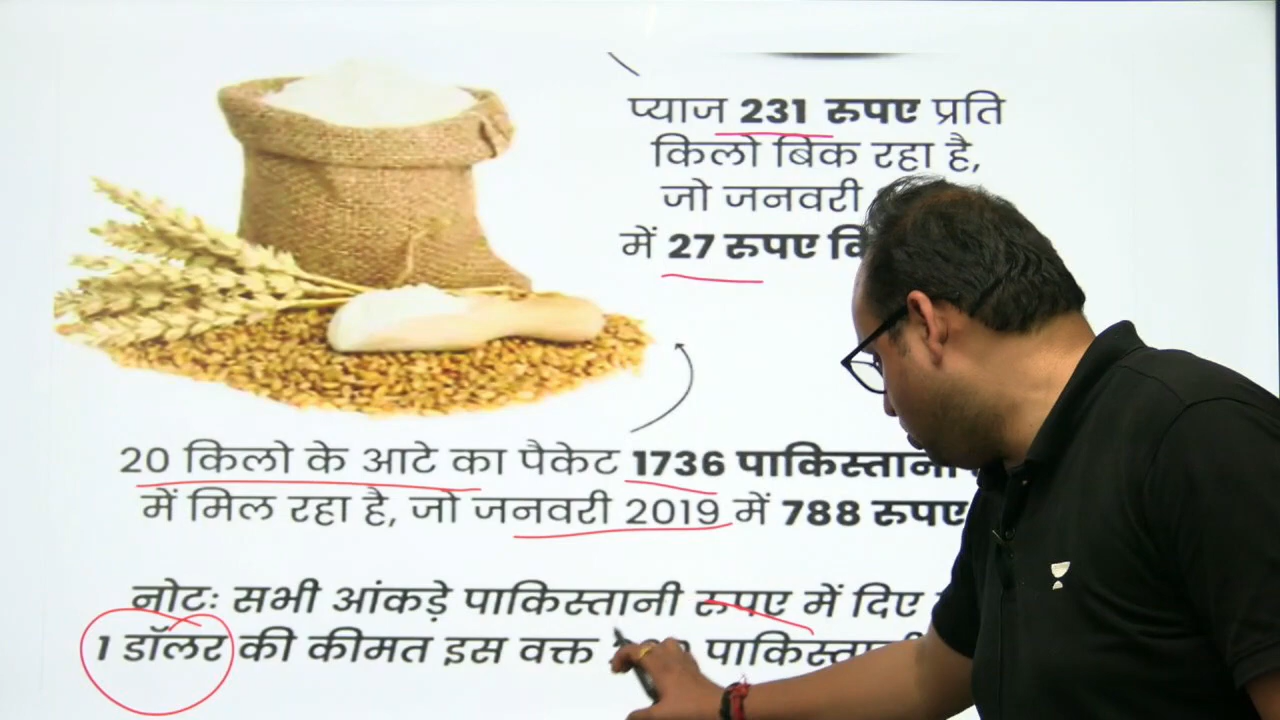 प्याज 231 रुपए प्रति
किलो बिक रहा है,
जो जनवरी
में 27 रुपए
20 किलो के आटे का पैकेट 1736 पाकिस्तानी
में मिल रहा है, जो जनवरी 2019 में 788 रुपए
नोटः सभी आंकड़े पाकिस्तानी रुपए में दिए
1 डॉलर की कीमत इस वक्त